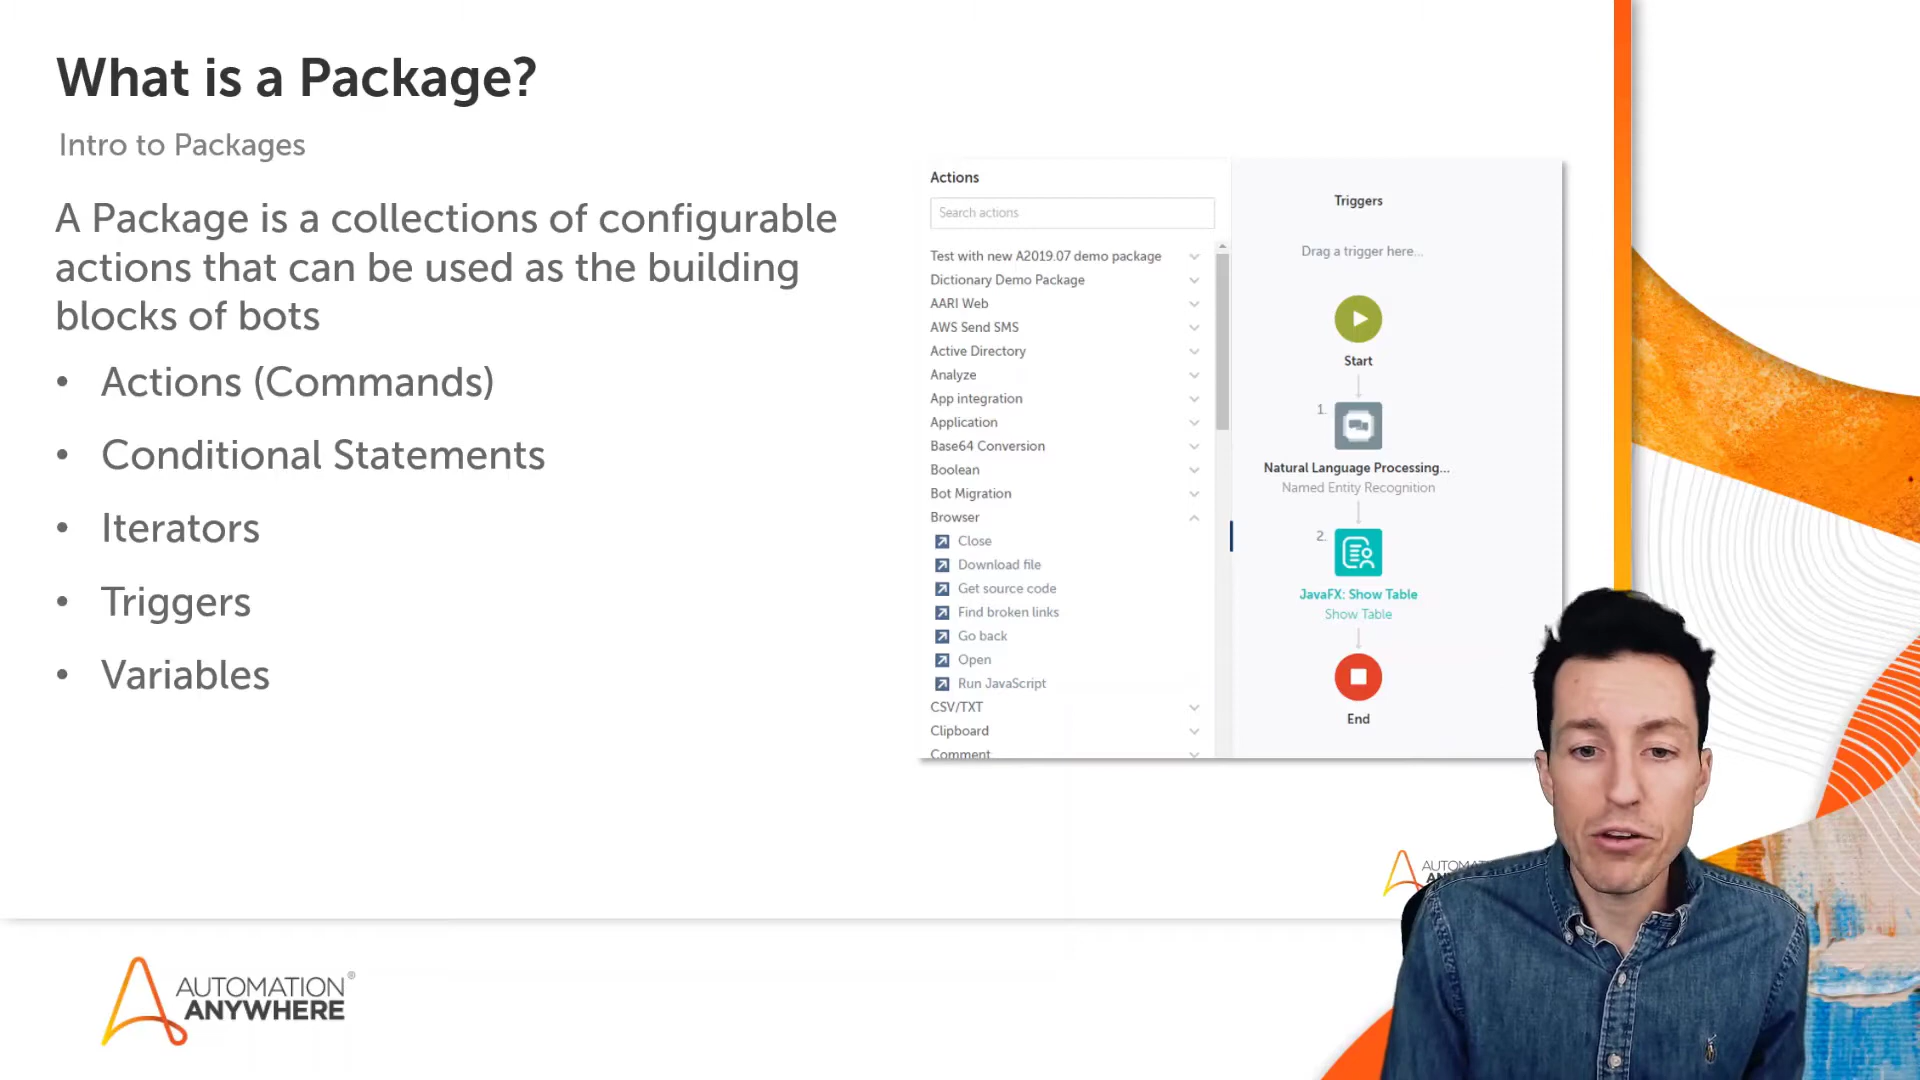 What is a Package?
Intro to Packages
A Package is a collections of configurable
actions that can be used as the building
blocks of bots
• Actions (Commands)
• Conditional Statements
• Iterators
• Triggers
• Variables
Actions
Search actions
Test with new A2019.07 demo package
Dictionary Demo Package
AARI Web
AWS Send SMS
Active Directory
Analyze
App integration
Application
Base64 Conversion
Boolean
Bot Migration
Browser
Close
Download file
Get source code
Find broken links
Go back
Open
Run JavaScript
CSV/TXT
Clipboard
Comment
Triggers
Drag a trigger here...
Start
1.
Natural Language Processing...
Named Entity Recognition
2.
JavaFX: Show Table
Show Table
End
AUTOMATION®
ANYWHERE